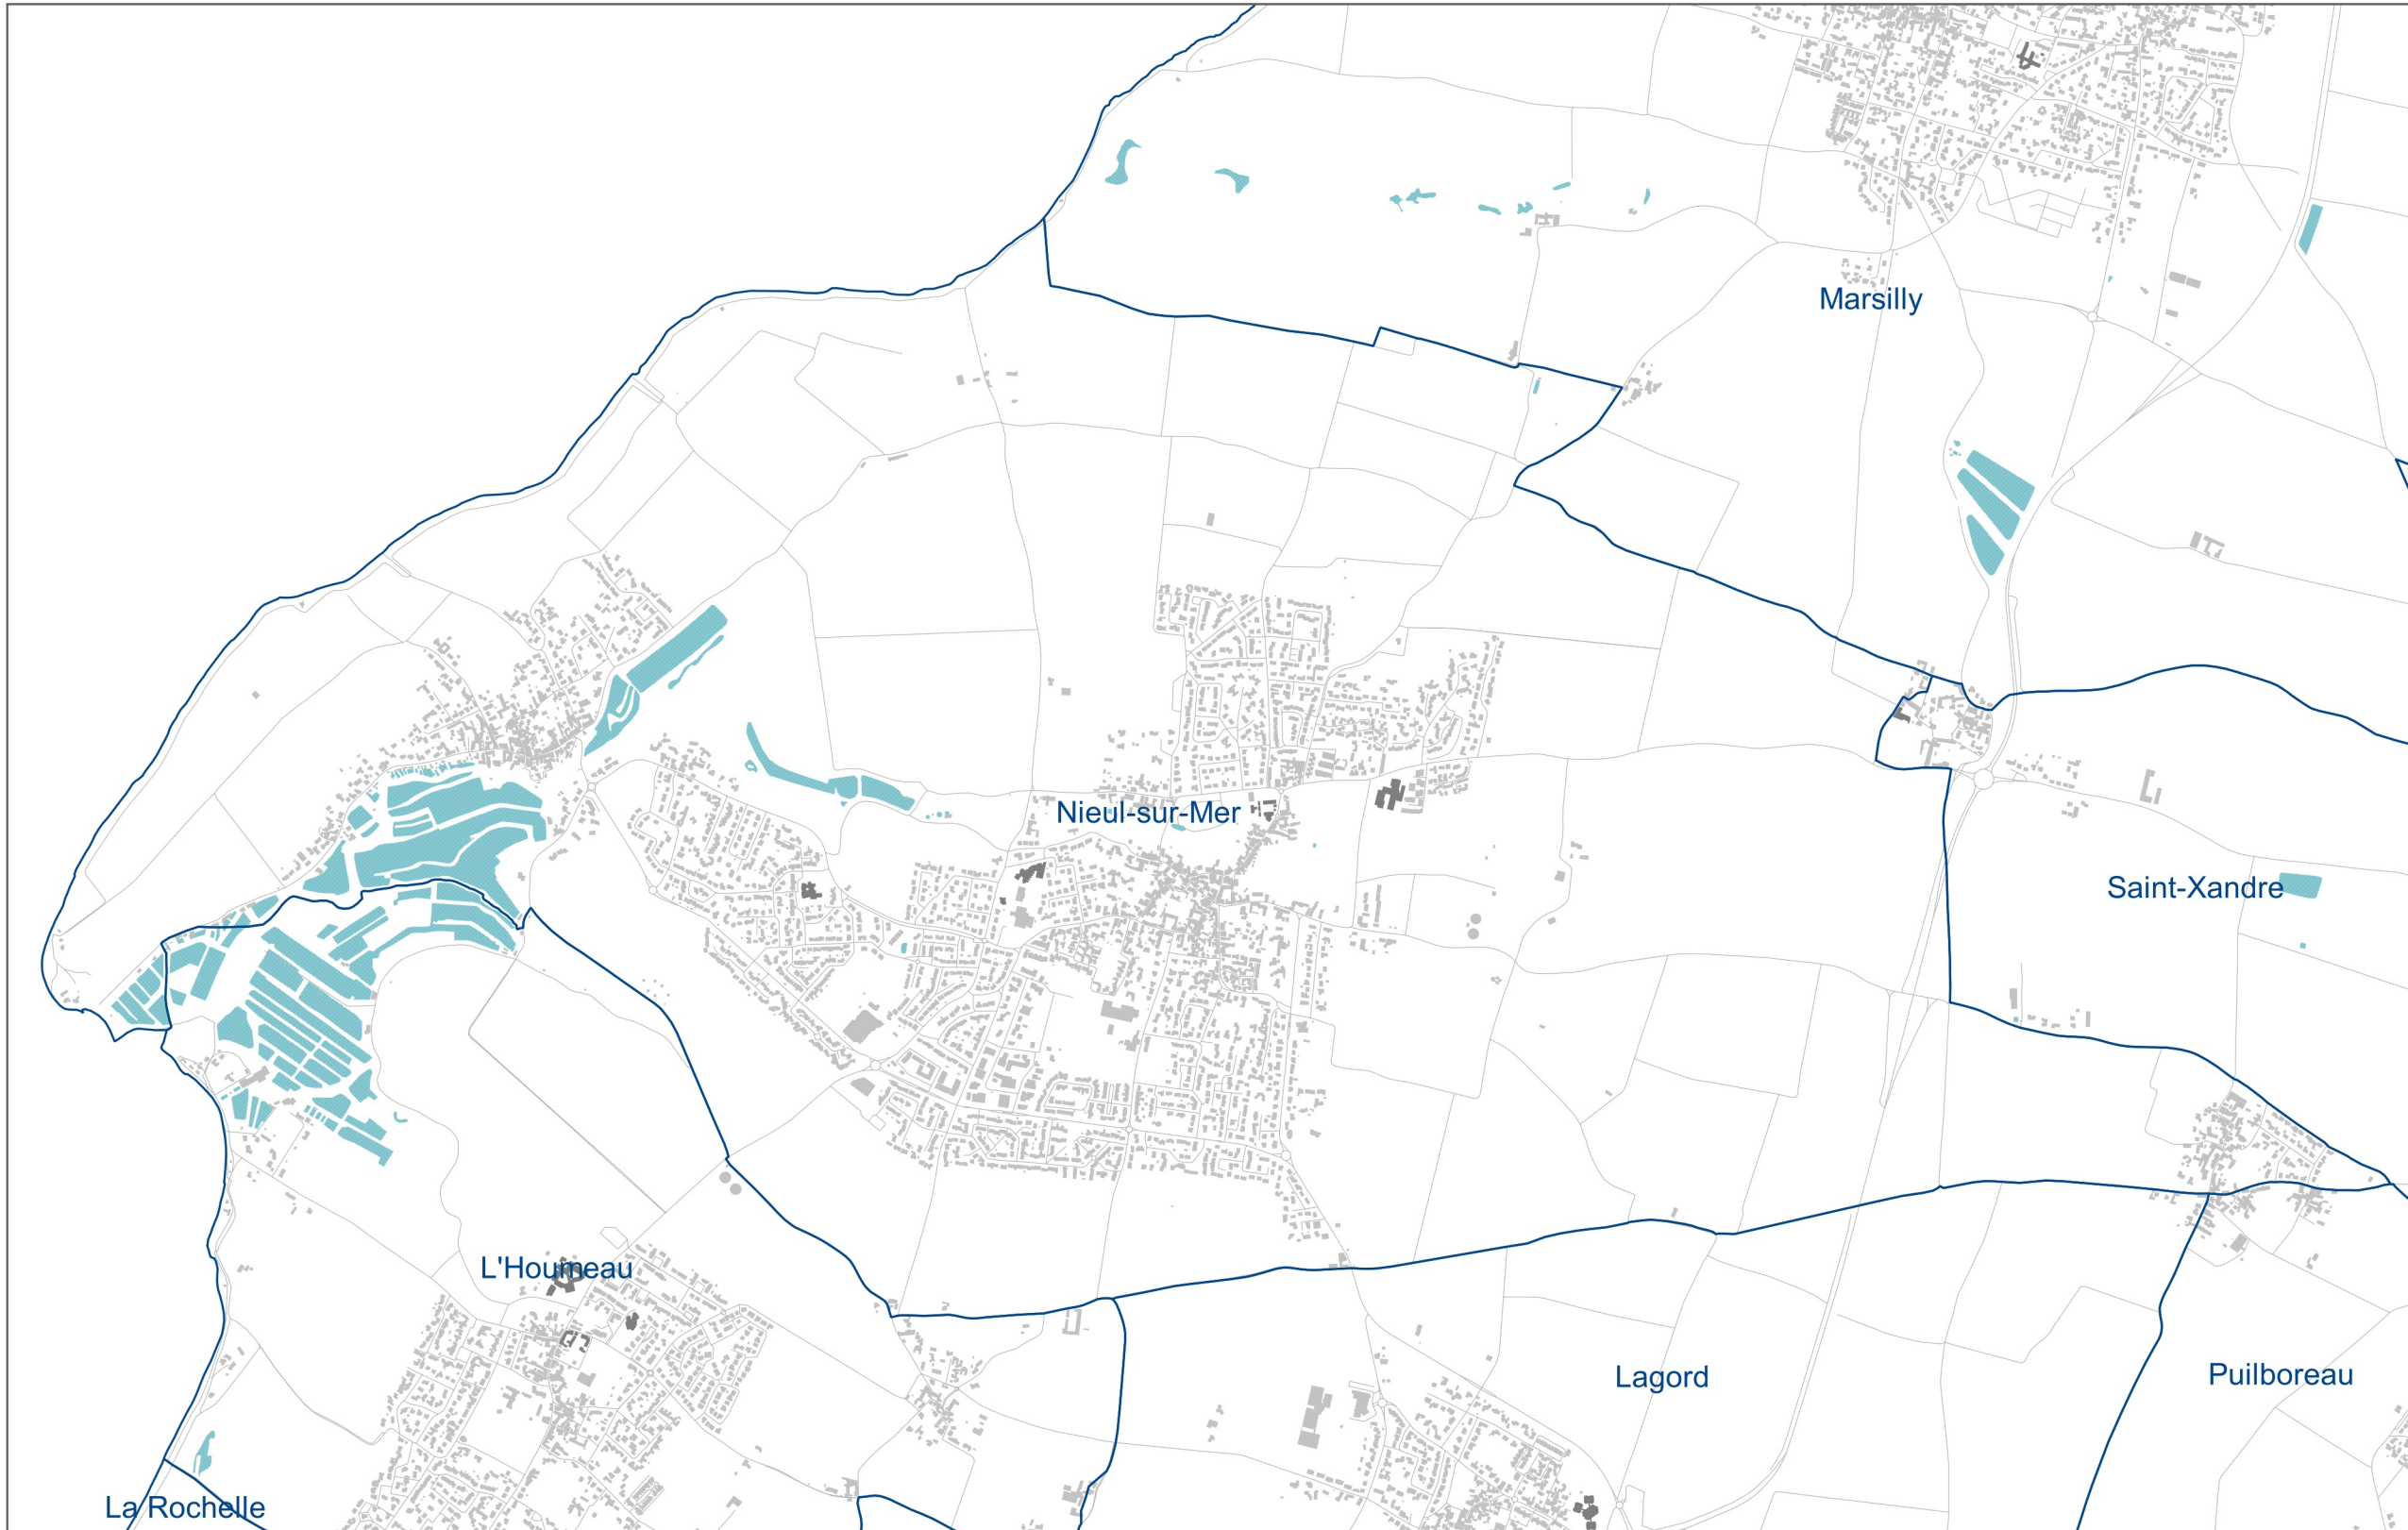 Marsilly
Nieul-sur-Mer
Saint-Xandre
L'Houmeau
Lagord
Puilboreau
La Rochelle